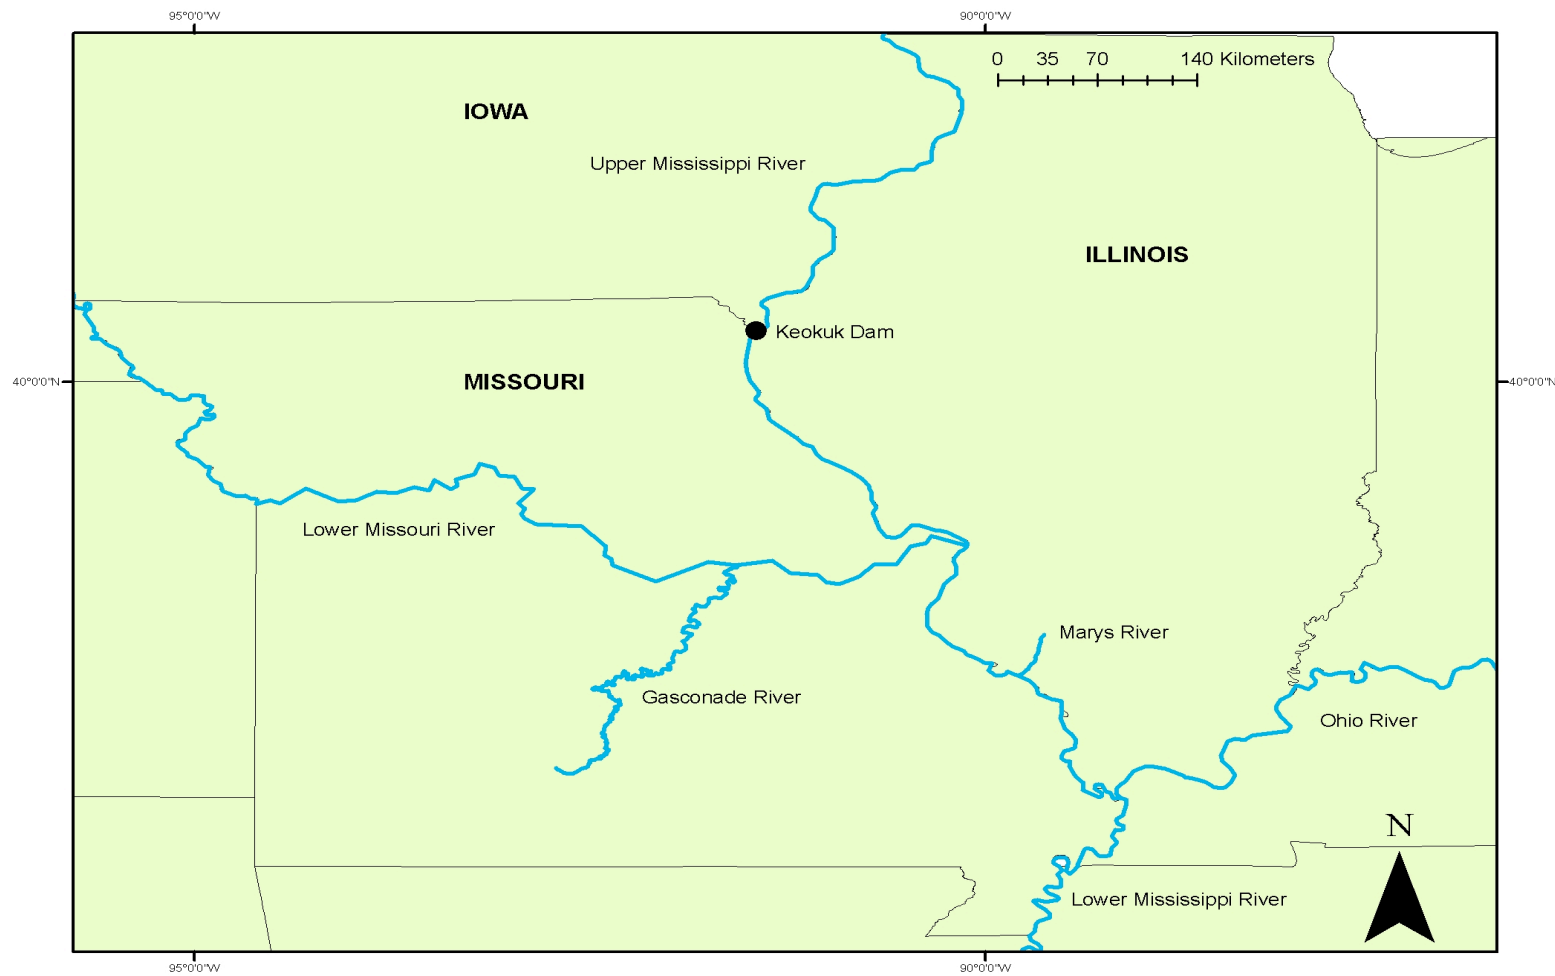 95°0'0"W
90°0'0"W
0 35 70 140 Kilometers
IOWA
Upper Mississippi River
ILLINOIS
Keokuk Dam
40°0'0"N
MISSOURI
40°0'0"N
Lower Missouri River
Marys River
Gasconade River
Ohio River
N
Lower Mississippi River
95°0'0"W
90°0'0"W